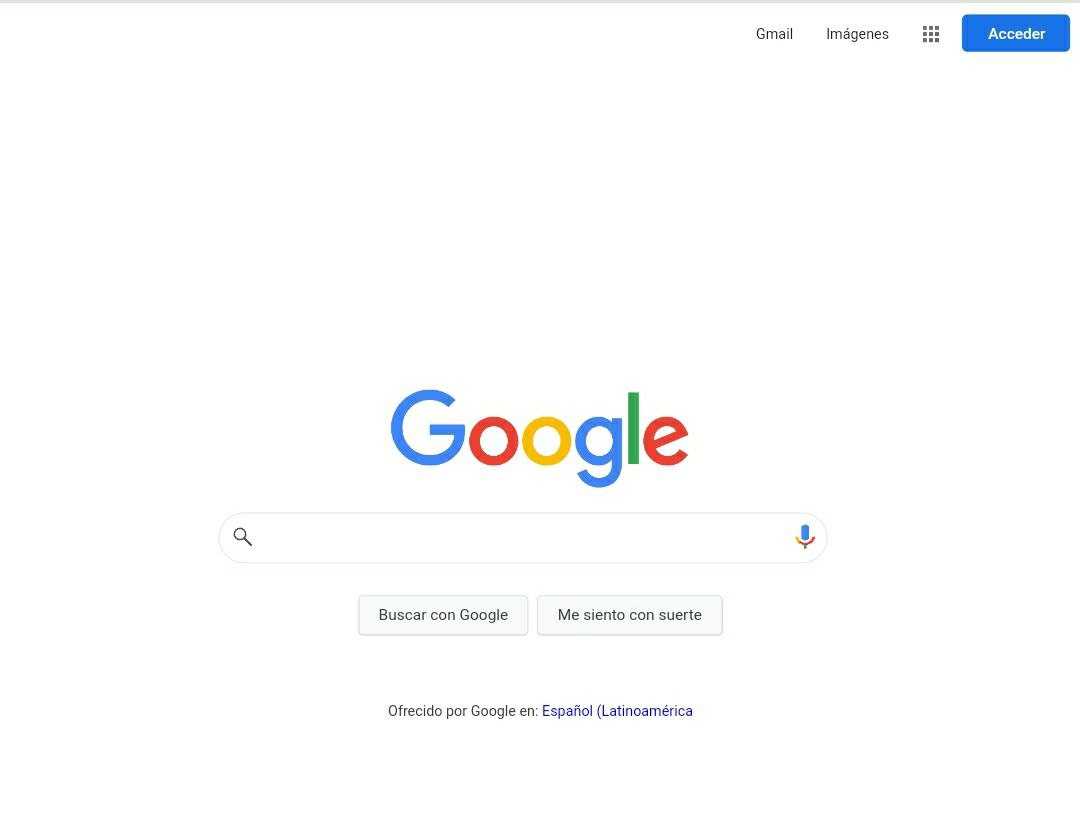 Gmail Imágenes Acceder
Google
Buscar con Google Me siento con suerte
Ofrecido por Google en: Español (Latinoamérica